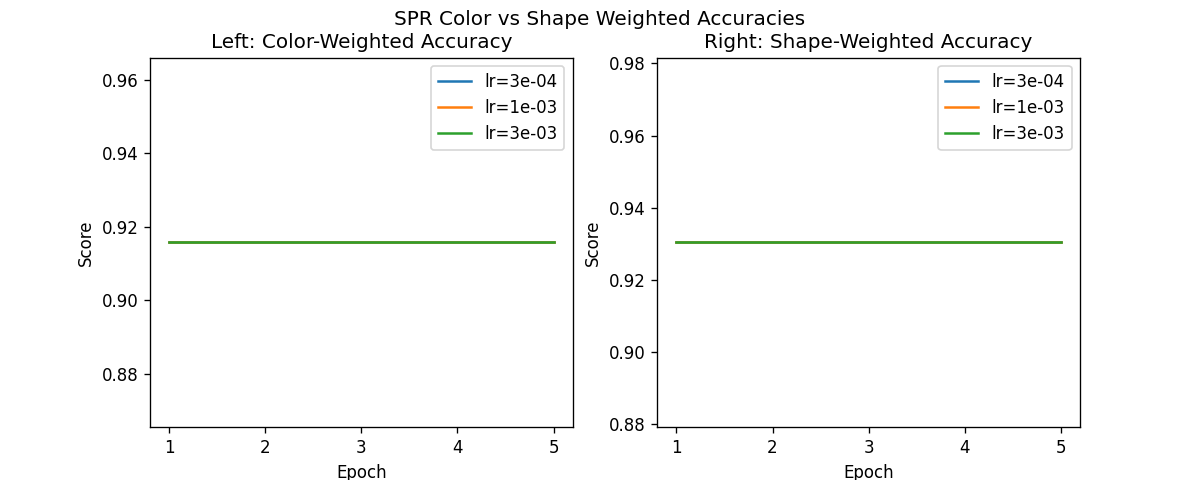 SPR Color vs Shape Weighted Accuracies
Left: Color-Weighted Accuracy
0.96
0.94
0.92
0.90
0.88
Score
lr=3e-04
lr=1e-03
lr=3e-03
1 2 3 4 5
Epoch
Right: Shape-Weighted Accuracy
0.98
0.96
0.94
0.92
0.90
0.88
Score
lr=3e-04
lr=1e-03
lr=3e-03
1 2 3 4 5
Epoch